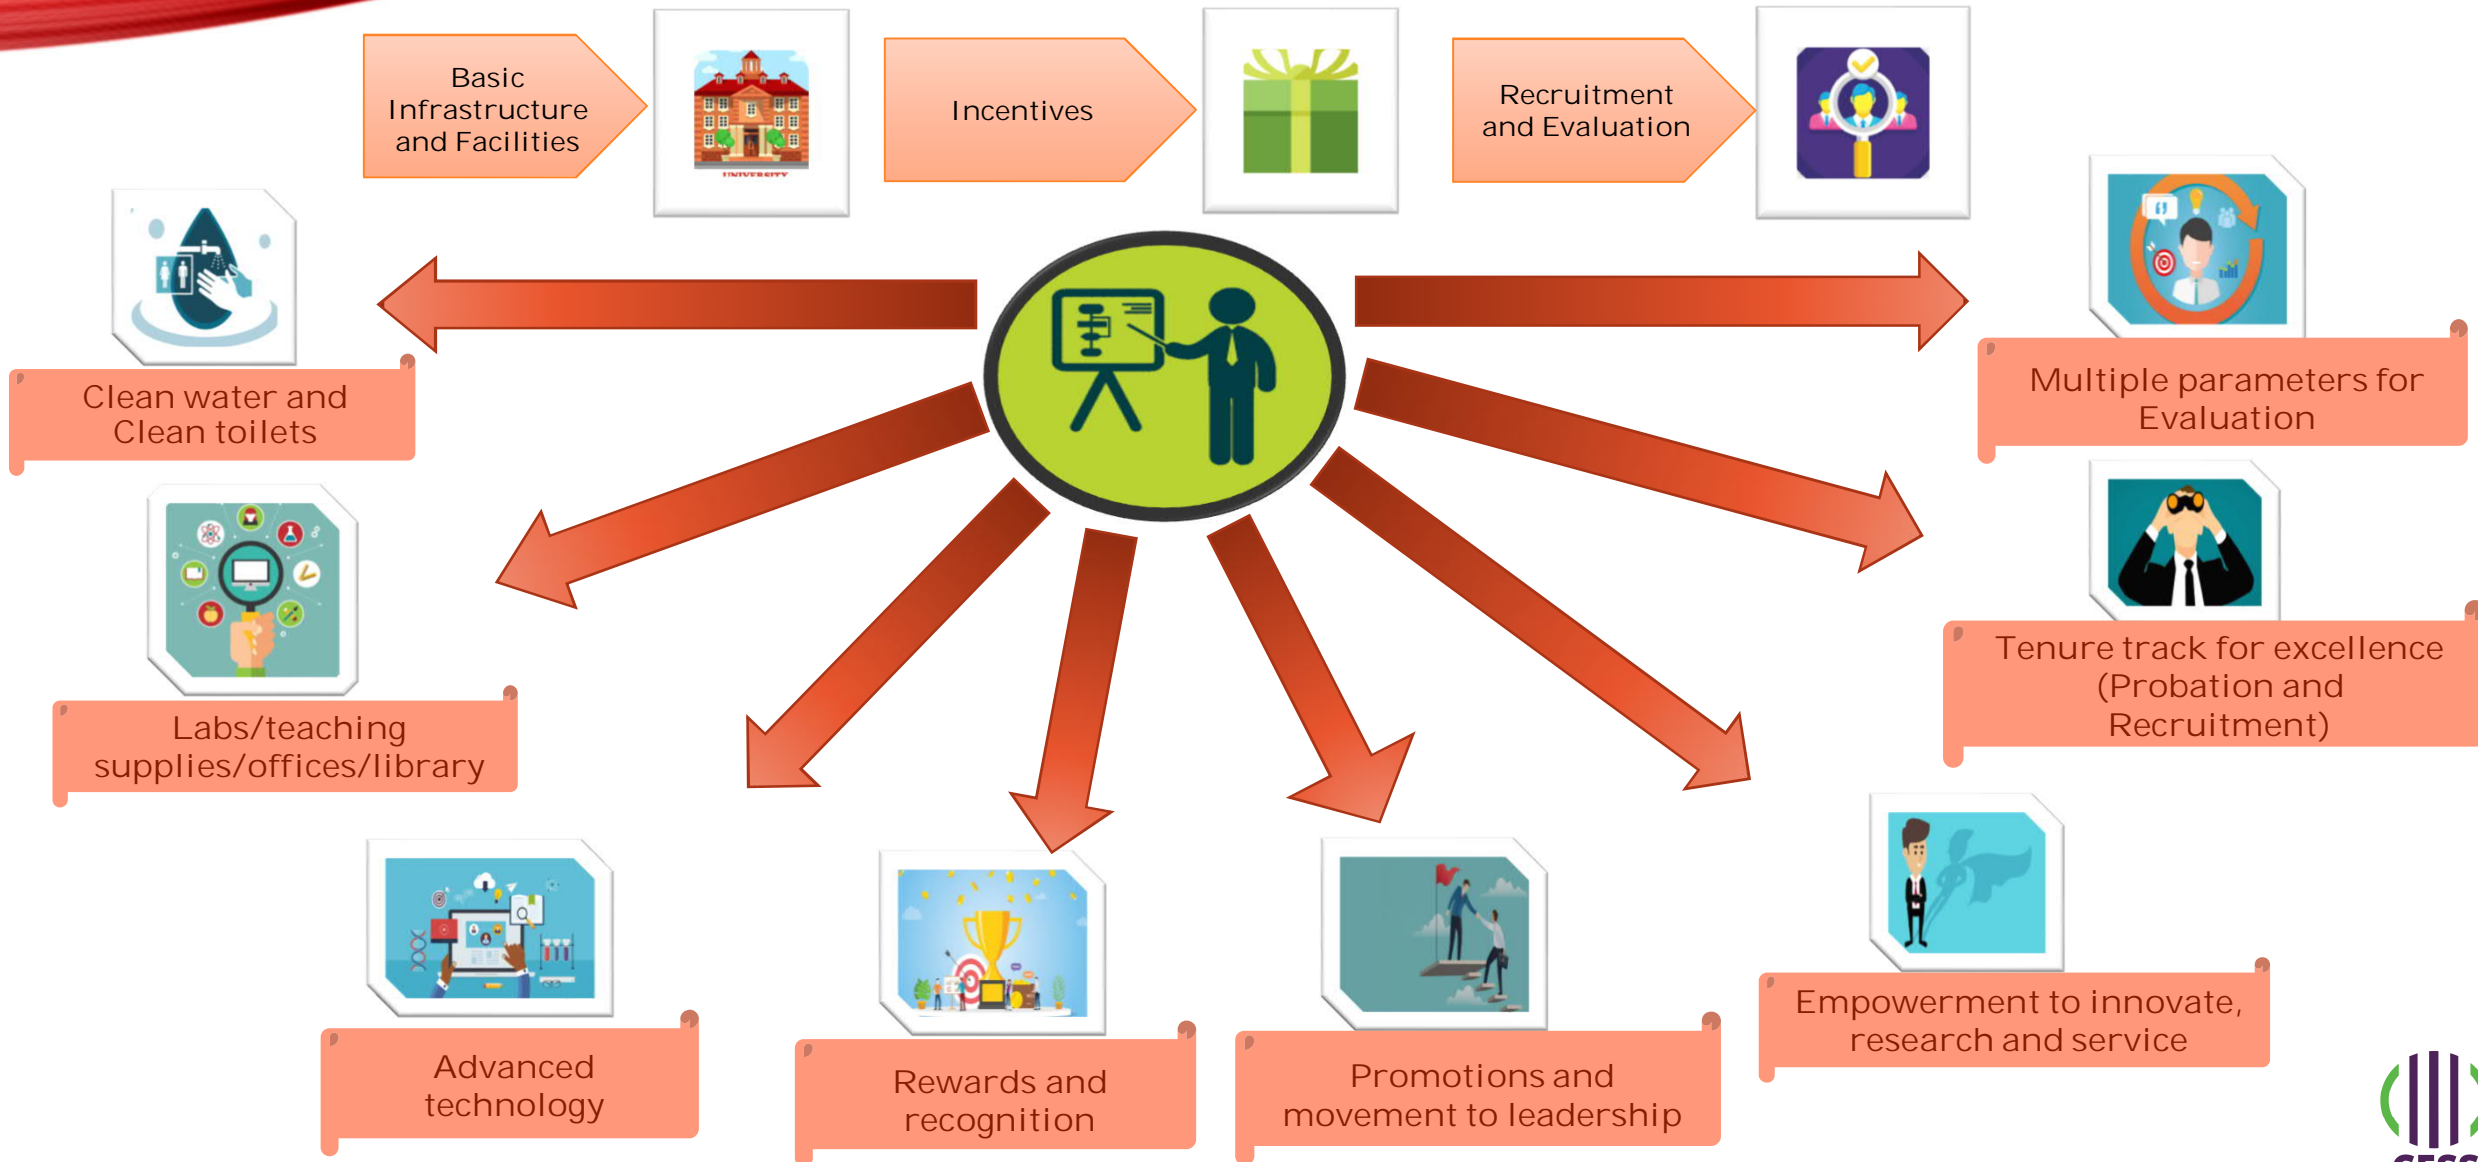 Basic
Infrastructure
and Facilities
UNIVERSITY
Incentives
Recruitment
and Evaluation
Clean water and
Clean toilets
Multiple parameters for
Evaluation
Labs/teaching
supplies/offices/library
Tenure track for excellence
(Probation and
Recruitment)
Advanced
technology
Rewards and
recognition
Promotions and
movement to leadership
Empowerment to innovate,
research and service